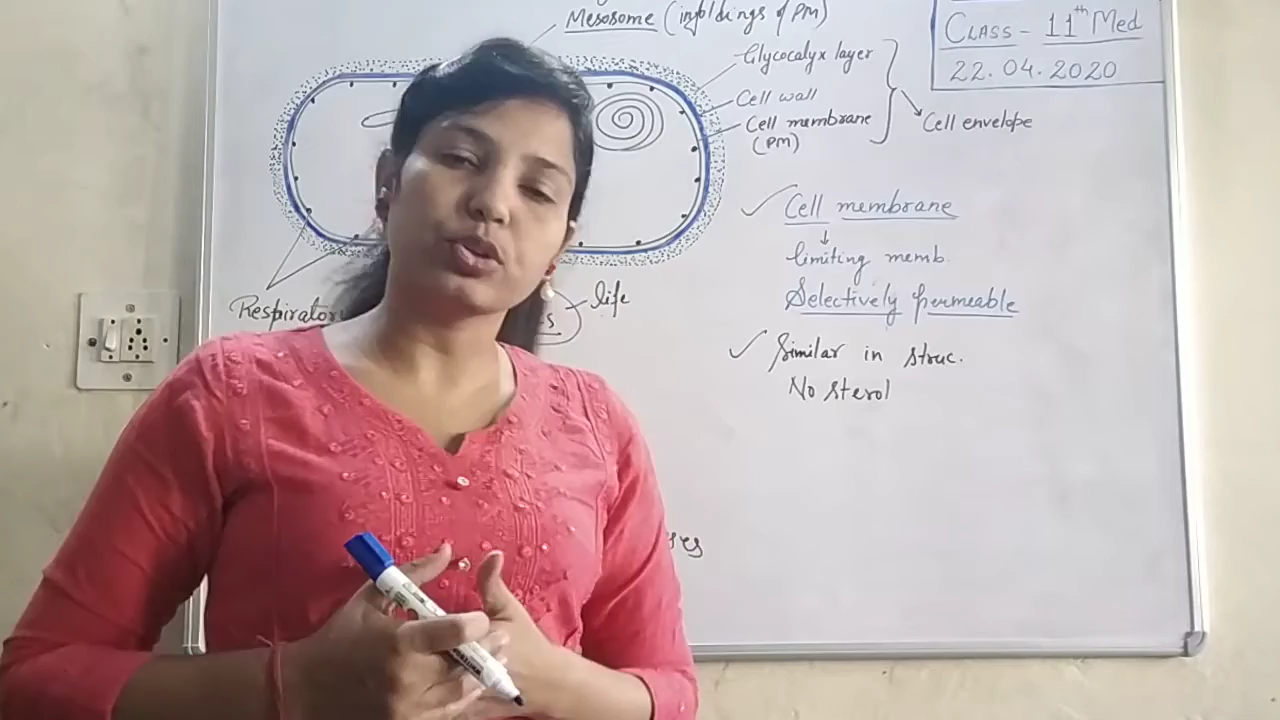 Mesosome (infoldings of PM)
Glycocalyx layer
Cell wall
Cell membrane
(PM)
Cell envelope
CLASS - 11th Med
22.04.2020
Cell membrane
limiting memb.
Selectively permeable
Similar in struc.
No sterol
Respirator
life